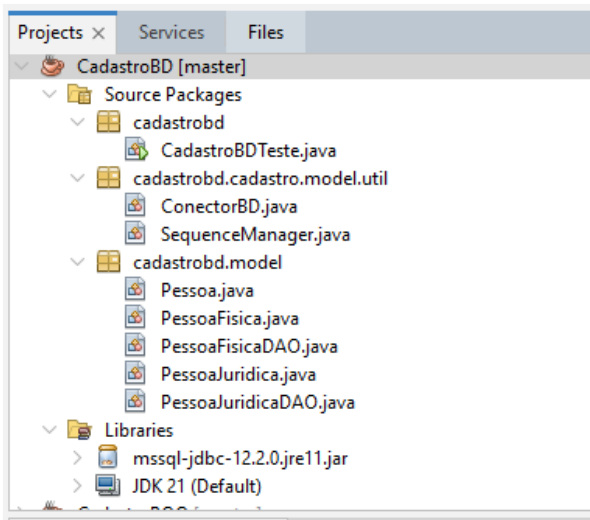 Projects × Services Files
CadastroBD [master]
Source Packages
cadastrobd
CadastroBDTeste.java
cadastrobd.cadastro.model.util
ConectorBD.java
SequenceManager.java
cadastrobd.model
Pessoa.java
PessoaFisica.java
PessoaFisicaDAO.java
PessoaJuridica.java
PessoaJuridicaDAO.java
Libraries
mssql-jdbc-12.2.0.jre11.jar
JDK 21 (Default)